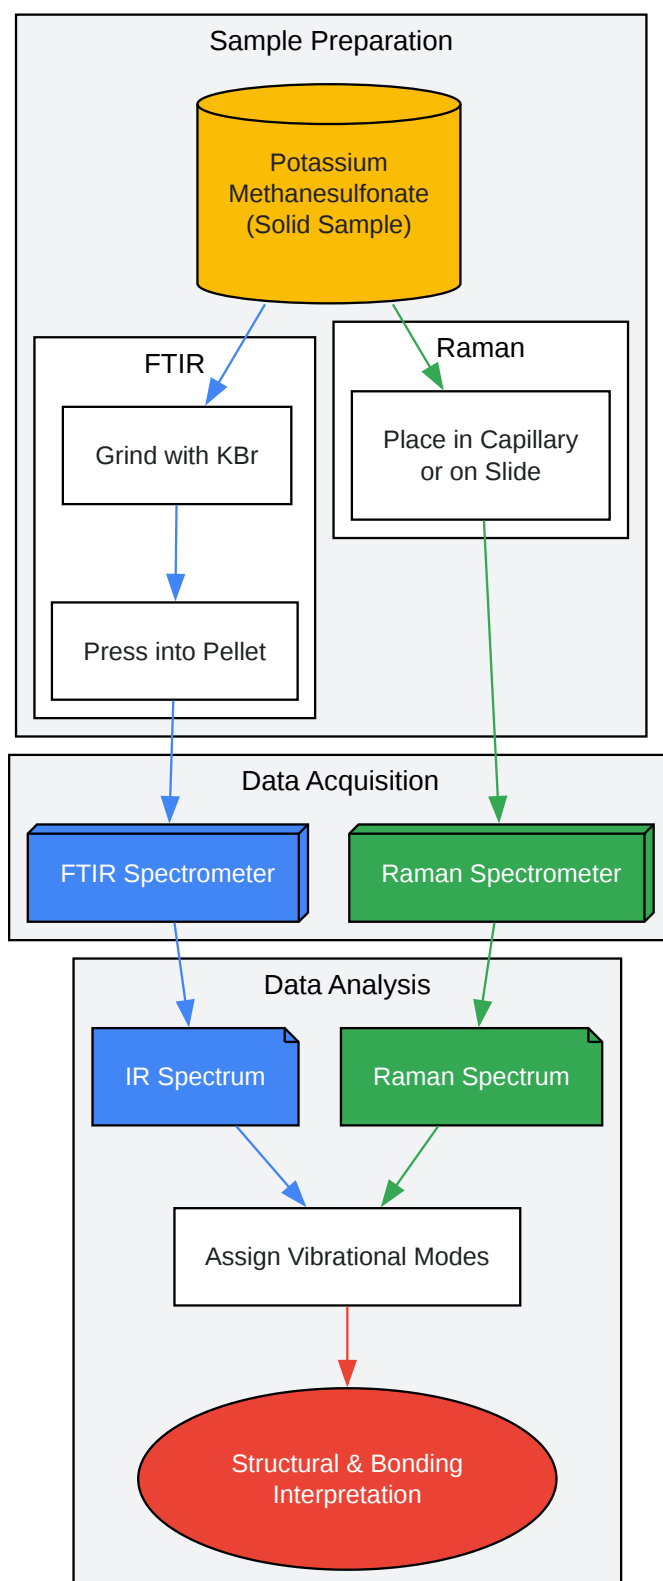 Sample Preparation
Potassium
Methanesulfonate
(Solid Sample)
FTIR
Raman
Grind with KBr
Place in Capillary
or on Slide
Press into Pellet
Data Acquisition
FTIR Spectrometer
Raman Spectrometer
Data Analysis
IR Spectrum
Raman Spectrum
Assign Vibrational Modes
Structural & Bonding
Interpretation